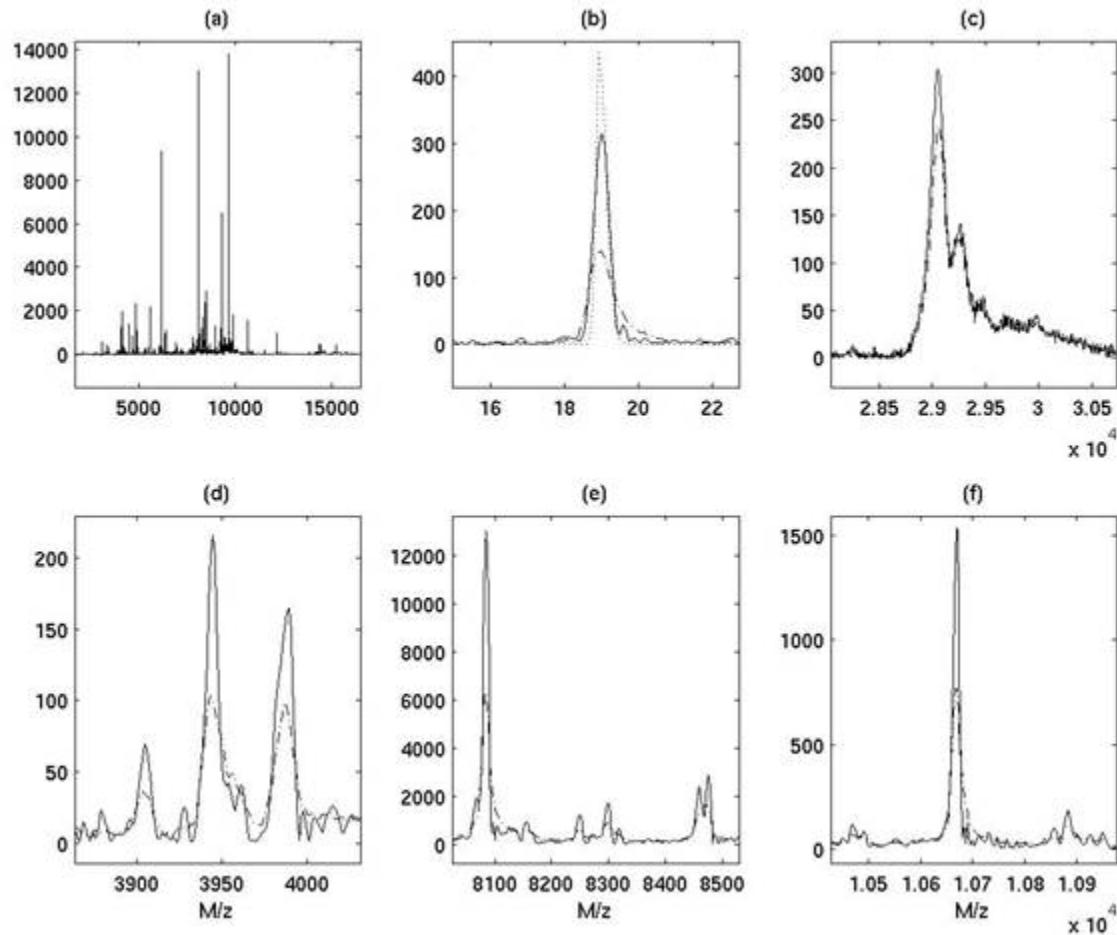 (a)
14000
12000
10000
8000
6000
4000
2000
0
5000 10000 15000
(b)
400
300
200
100
0
16 18 20 22
(c)
300
250
200
150
100
50
0
2.85 2.9 2.95 3 3.05
x 10^4
(d)
200
150
100
50
0
3900 3950 4000
M/z
(e)
12000
10000
8000
6000
4000
2000
0
8100 8200 8300 8400 8500
M/z
(f)
1500
1000
500
0
1.05 1.06 1.07 1.08 1.09
M/z
x 10^4